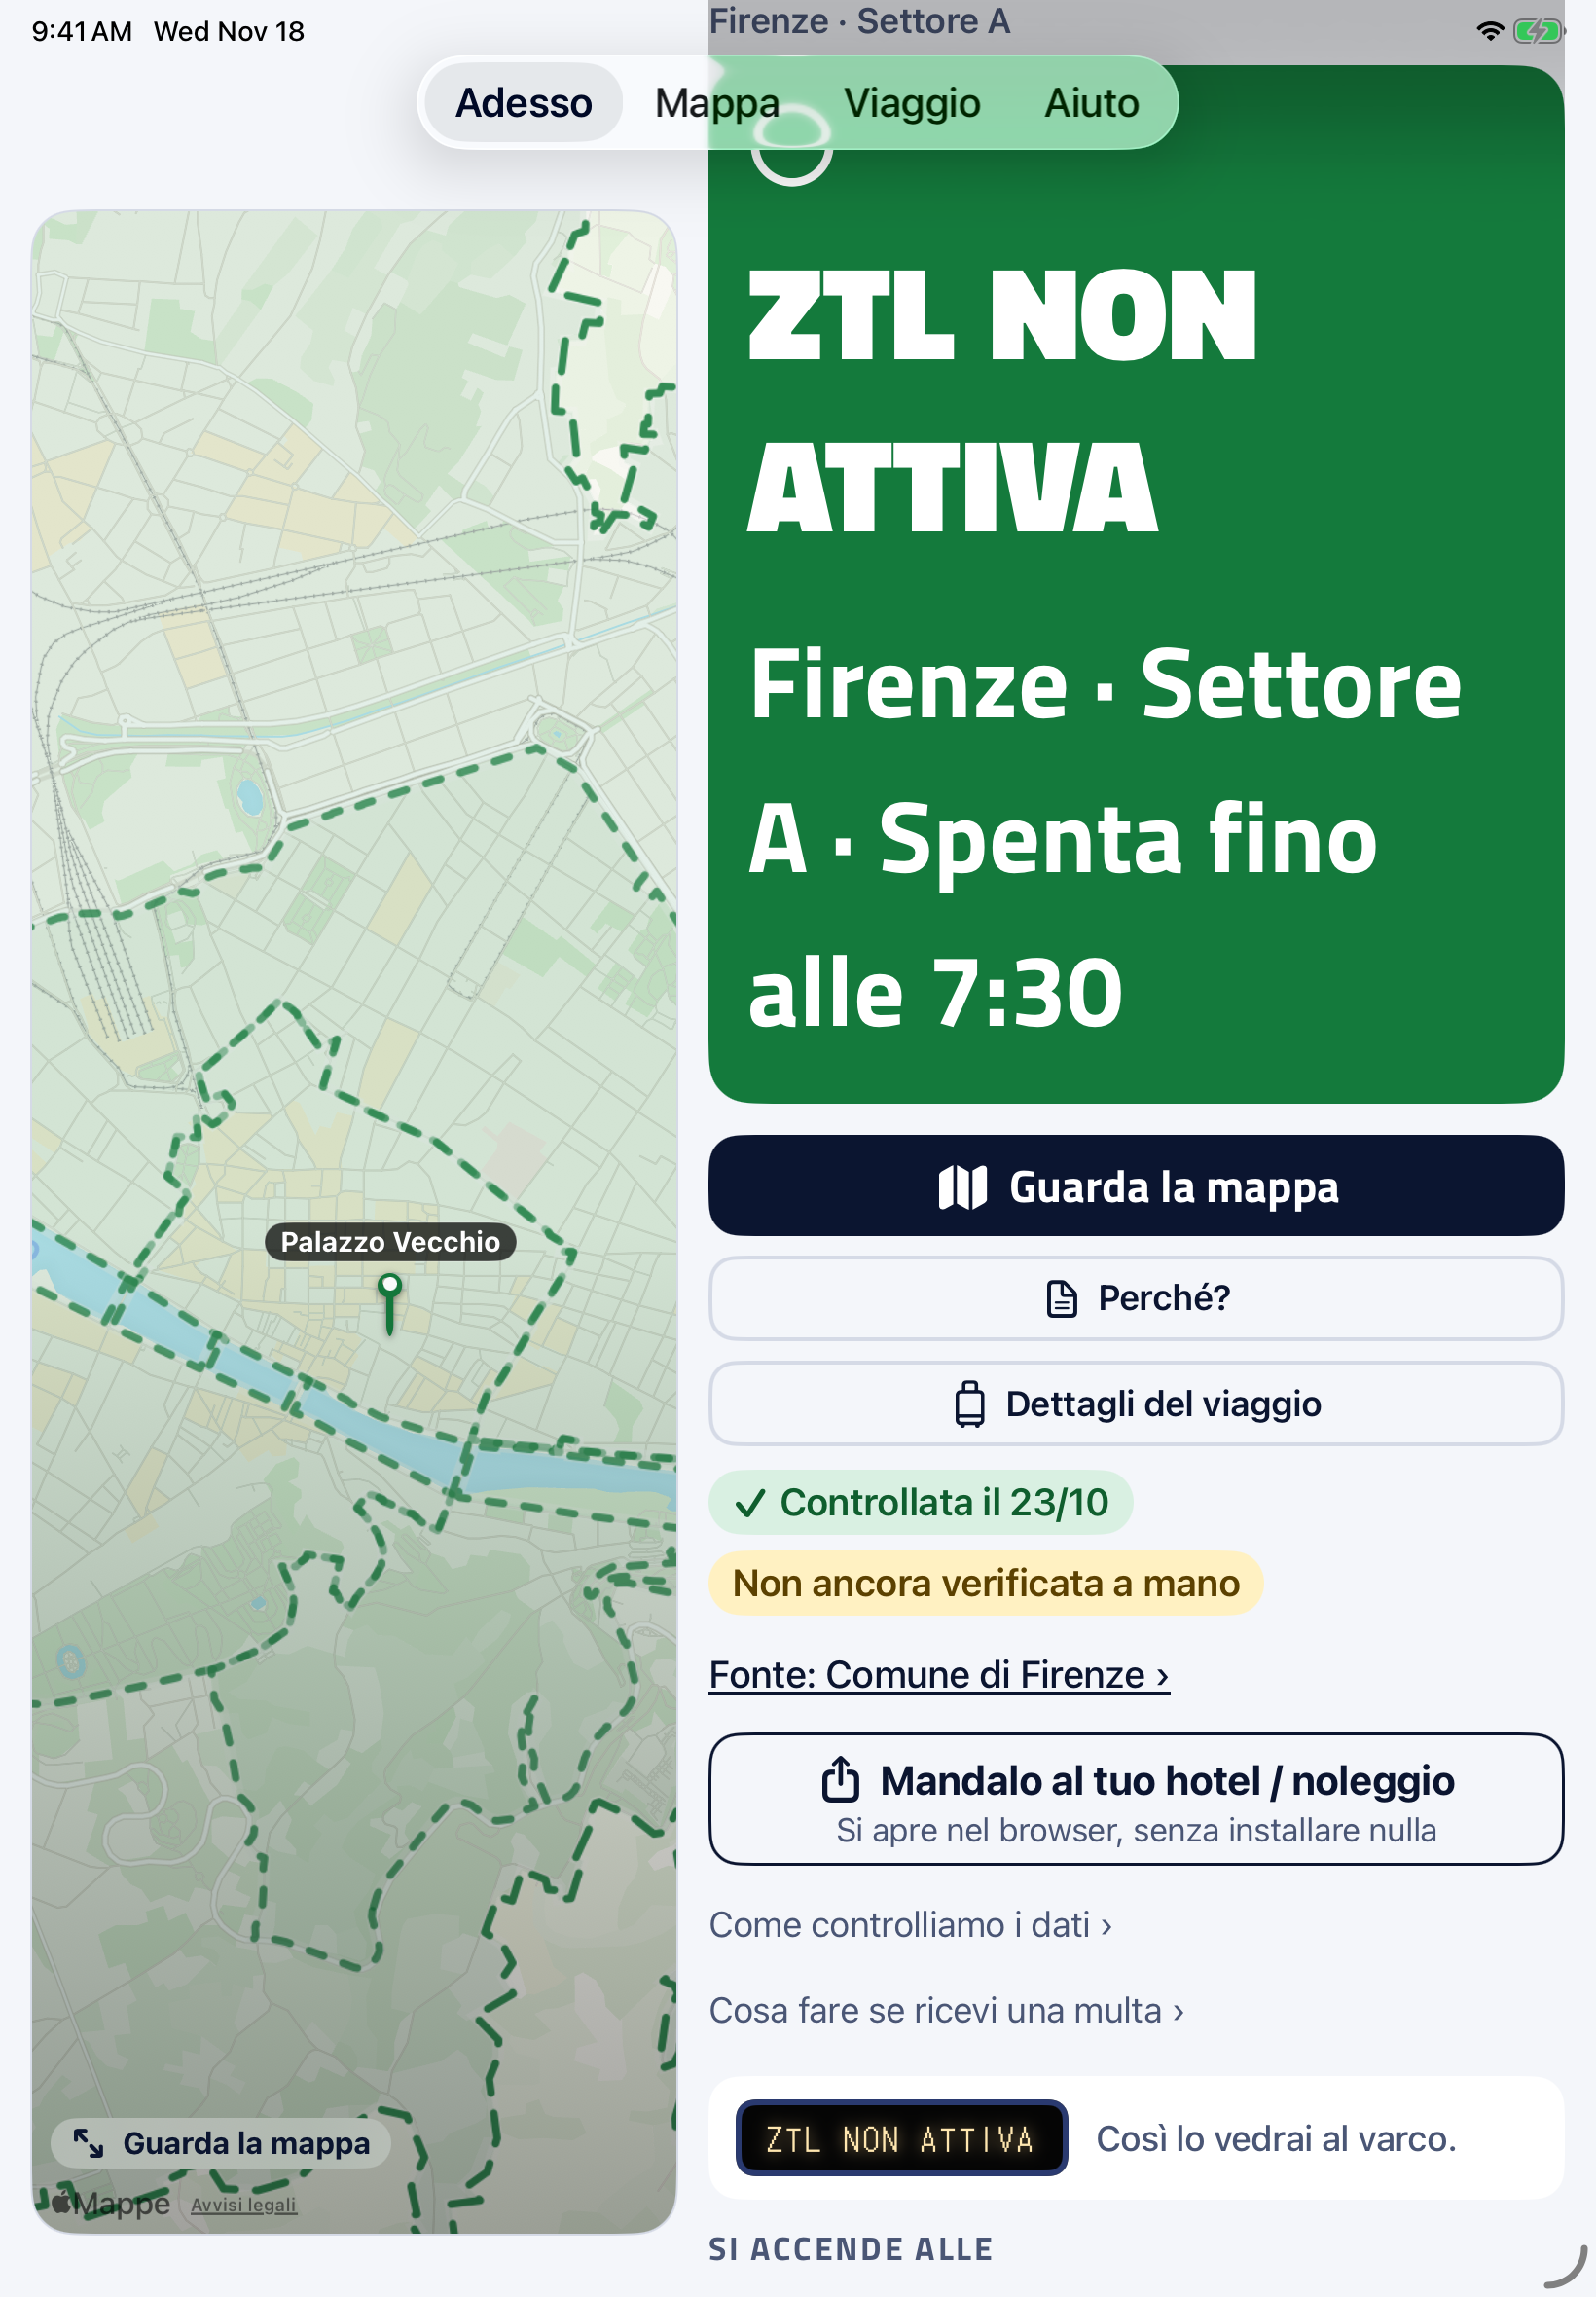 9:41 AM Wed Nov 18
Firenze · Settore A
Adesso Mappa Viaggio Aiuto
ZTL NON
ATTIVA
Firenze · Settore
A · Spenta fino
alle 7:30
Palazzo Vecchio
Guarda la mappa
Mappe Avvisi legali
Guarda la mappa
Perché?
Dettagli del viaggio
Controllata il 23/10
Non ancora verificata a mano
Fonte: Comune di Firenze ›
Mandalo al tuo hotel / noleggio
Si apre nel browser, senza installare nulla
Come controlliamo i dati ›
Cosa fare se ricevi una multa ›
ZTL NON ATTIVA
Così lo vedrai al varco.
SI ACCENDE ALLE